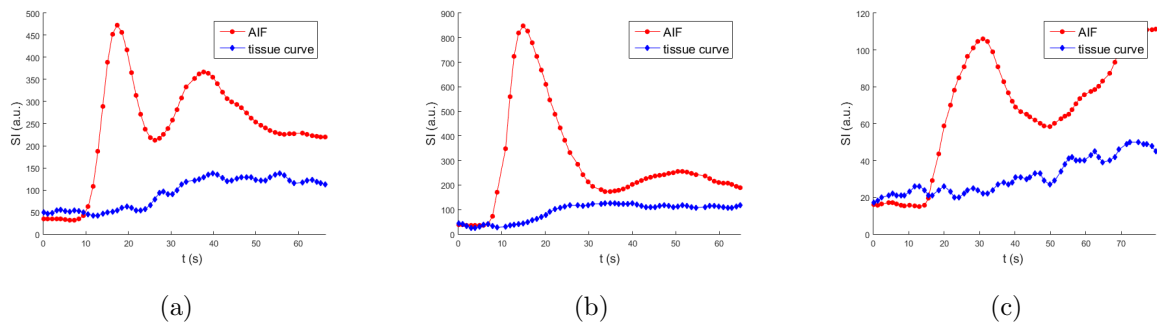 500
450
400
350
300
250
200
150
100
50
0
SI (a.u.)
0 10 20 30 40 50 60
t (s)
AIF
tissue curve
(a)
900
800
700
600
500
400
300
200
100
0
SI (a.u.)
0 10 20 30 40 50 60
t (s)
AIF
tissue curve
(b)
120
100
80
60
40
20
0
SI (a.u.)
0 10 20 30 40 50 60 70
t (s)
AIF
tissue curve
(c)